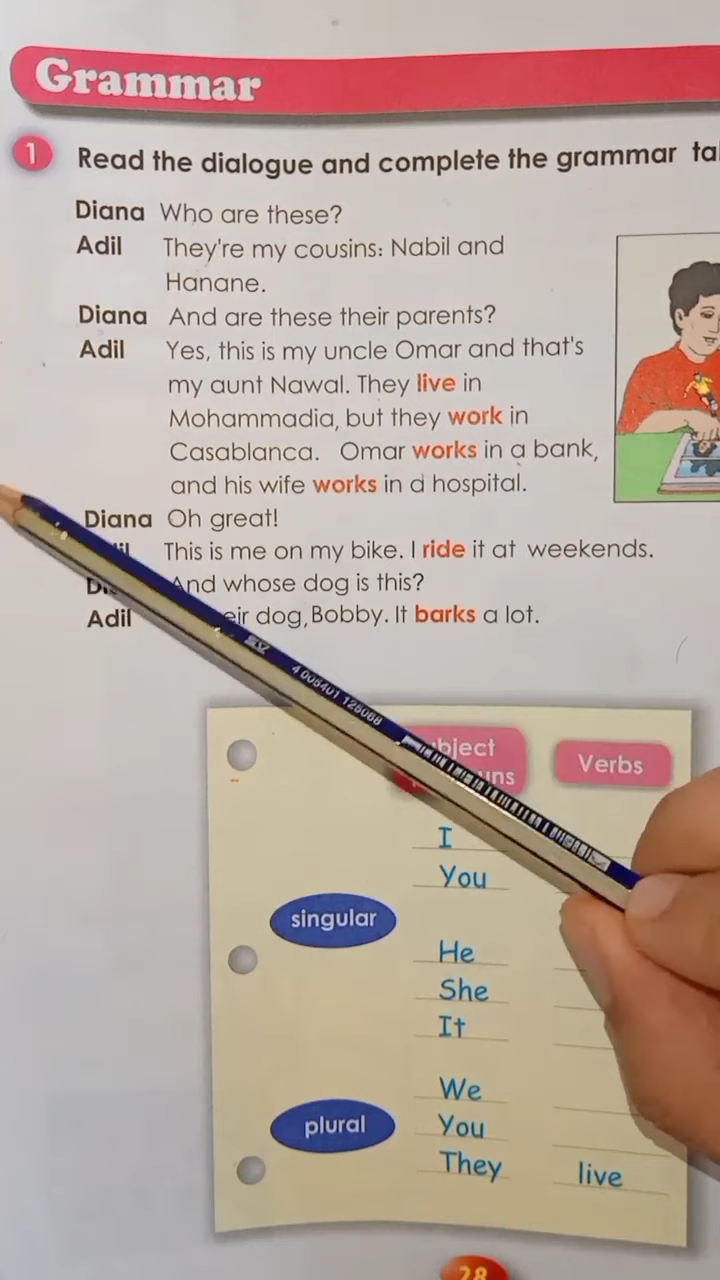 Grammar
1 Read the dialogue and complete the grammar
Diana Who are these?
Adil They're my cousins: Nabil and
Hanane.
Diana And are these their parents?
Adil Yes, this is my uncle Omar and that's
my aunt Nawal. They live in
Mohammadia, but they work in
Casablanca. Omar works in a bank,
and his wife works in a hospital.
Diana Oh great!
This is me on my bike. I ride it at weekends.
And whose dog is this?
Adil dog, Bobby. It barks a lot.
4 005401 125068
Verbs
I
You
singular
He
She
It
We
plural
You
They live
28